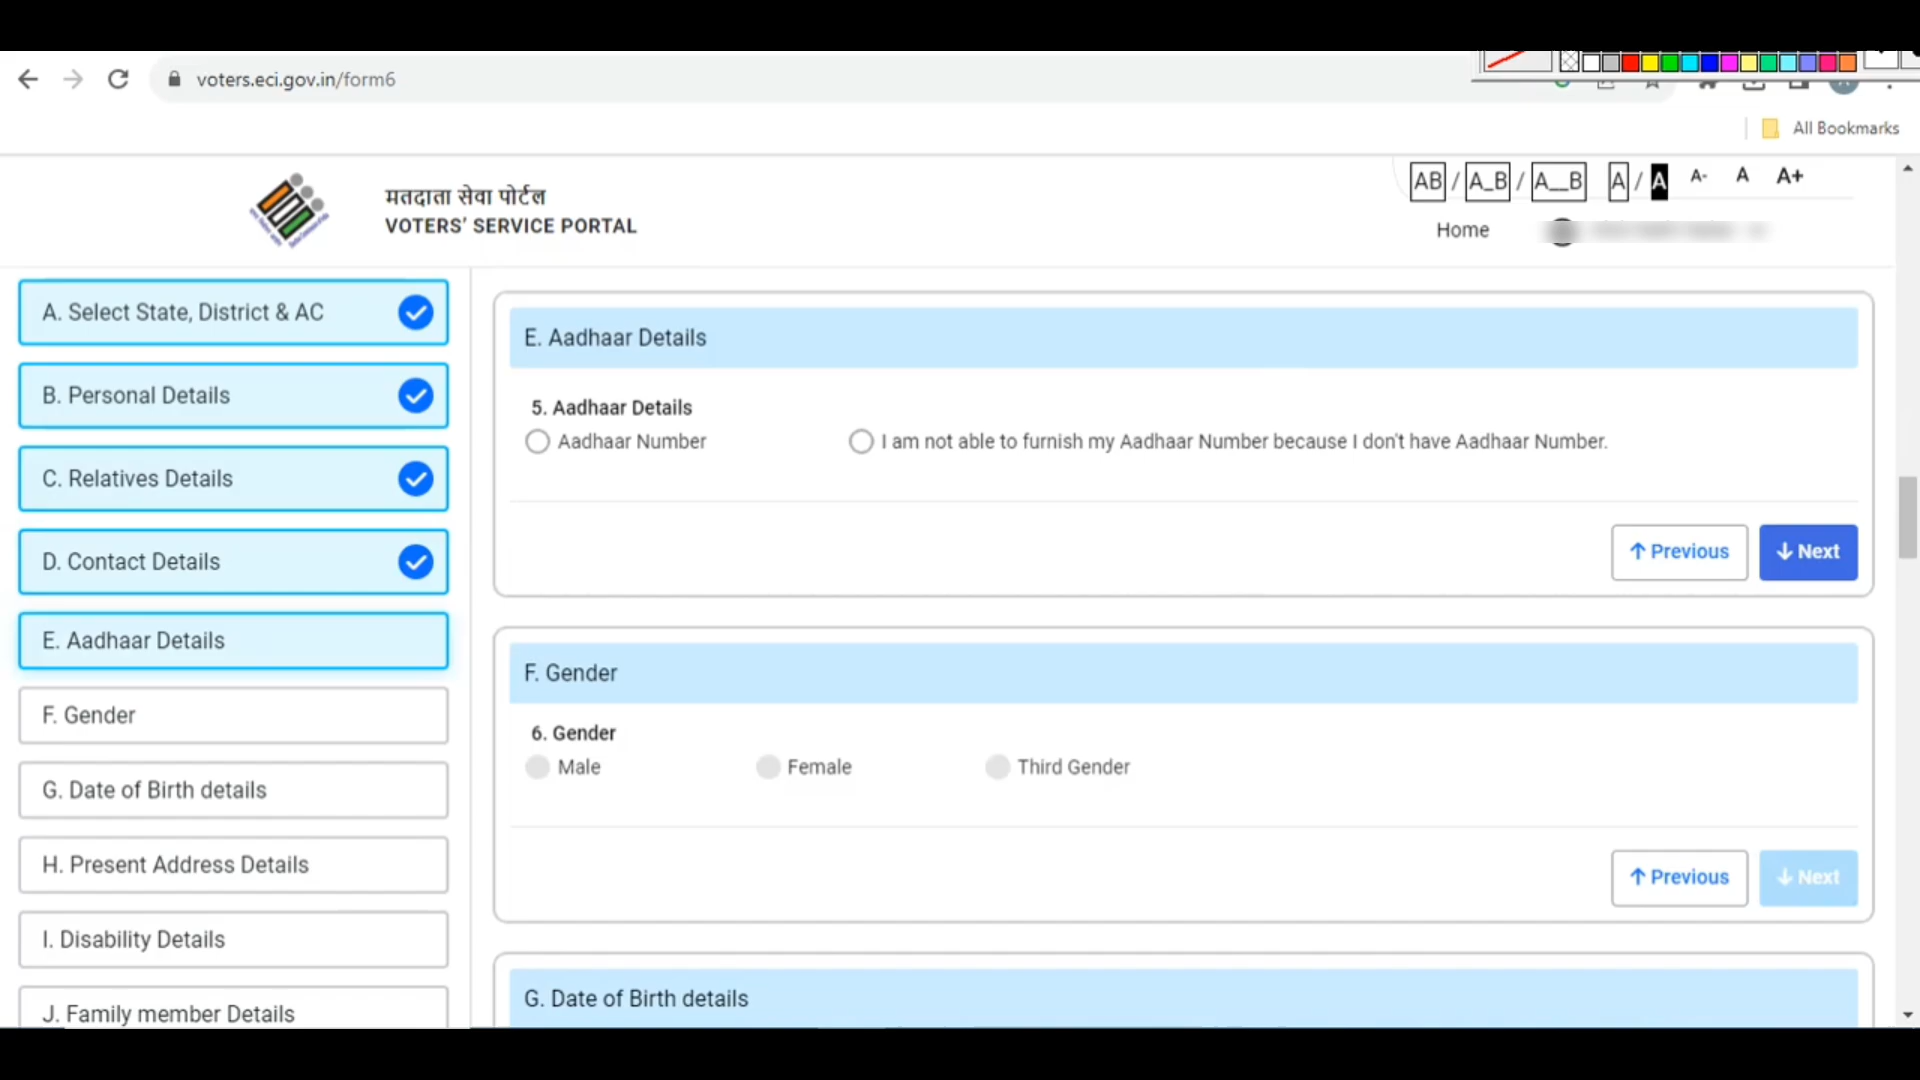 voters.eci.gov.in/form6
All Bookmarks
AB / A_B / A__B A / A A- A A+
मतदाता सेवा पोर्टल
VOTERS' SERVICE PORTAL
Home
A. Select State, District & AC
B. Personal Details
C. Relatives Details
D. Contact Details
E. Aadhaar Details
F. Gender
G. Date of Birth details
H. Present Address Details
I. Disability Details
J. Family member Details
E. Aadhaar Details
5. Aadhaar Details
Aadhaar Number I am not able to furnish my Aadhaar Number because I don't have Aadhaar Number.
Previous Next
F. Gender
6. Gender
Male Female Third Gender
Previous Next
G. Date of Birth details